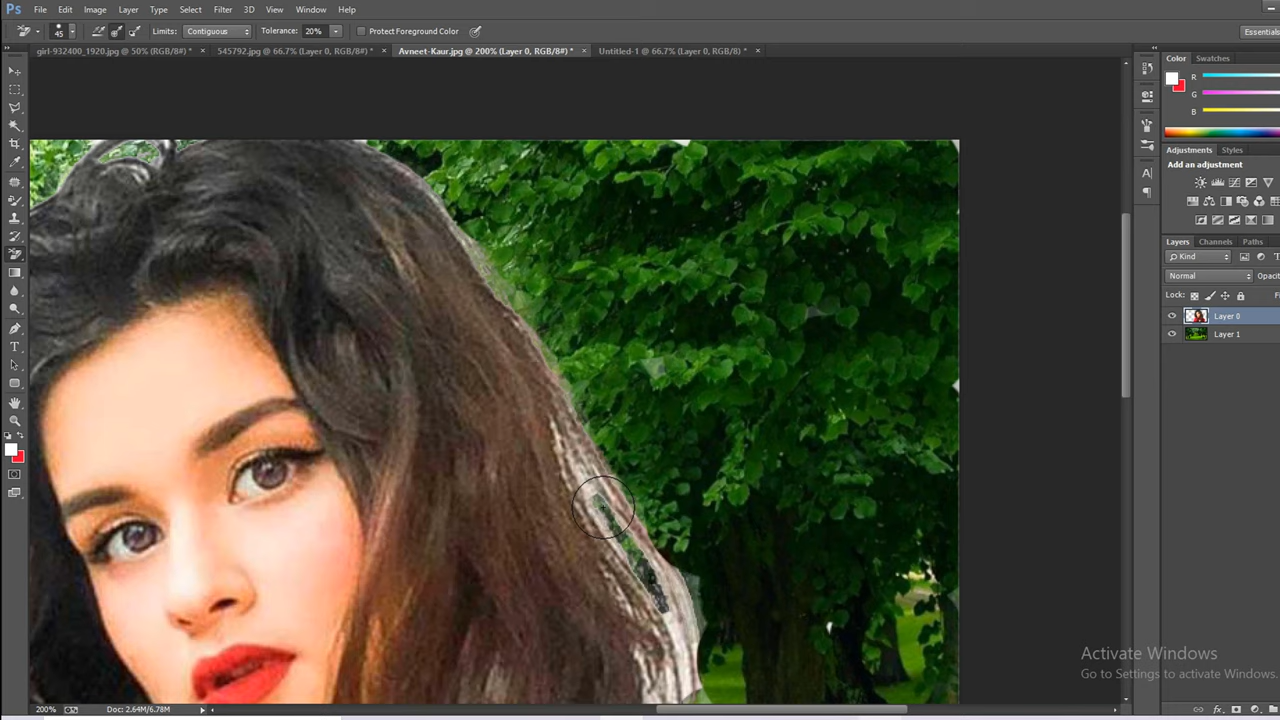 Ps File Edit Image Layer Type Select Filter 3D View Window Help
45 Limits: Contiguous Tolerance: 20% Protect Foreground Color Essentials
girl-932400_1920.jpg @ 50% (RGB/8#) * × 545792.jpg @ 66.7% (Layer 0, RGB/8#) * × Avneet-Kaur.jpg @ 200% (Layer 0, RGB/8#) * × Untitled-1 @ 66.7% (Layer 0, RGB/8) * ×
Color Swatches
R
G
B
Adjustments Styles
Add an adjustment
Layers Channels Paths
Kind
Normal Opacit
Lock: Fi
Layer 0
Layer 1
Activate Windows
Go to Settings to activate Windows.
200% Doc: 2.64M/6.78M